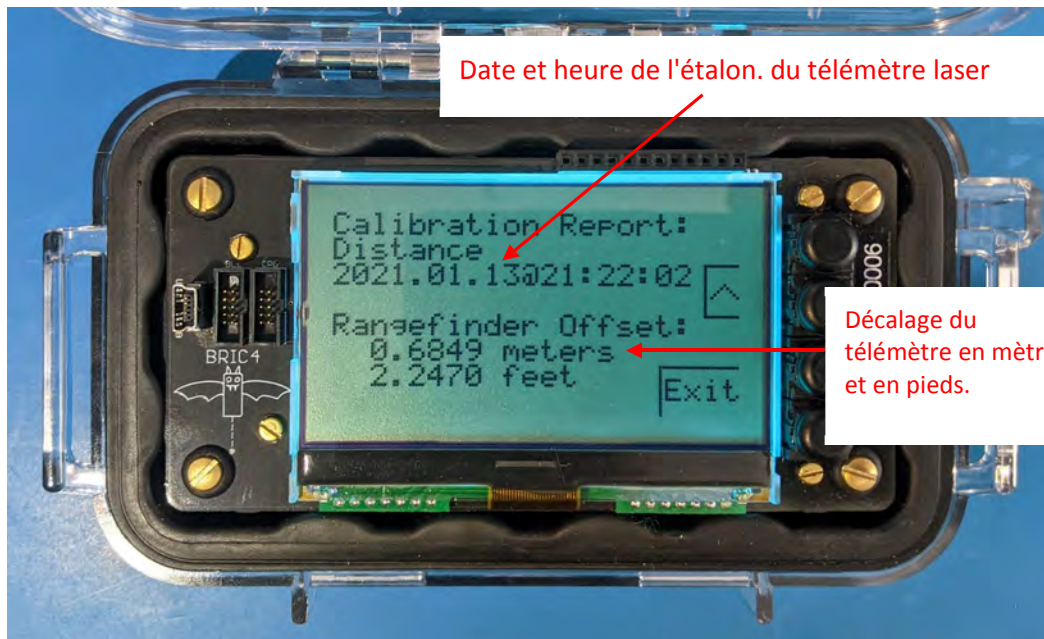 Date et heure de l'étalon. du télémètre laser
Calibration Report:
Distance
2021.01.13@21:22:02
Rangefinder Offset:
0.6849 meters
2.2470 feet
Exit
Décalage du
télémètre en mètr
et en pieds.
BRIC4
0006